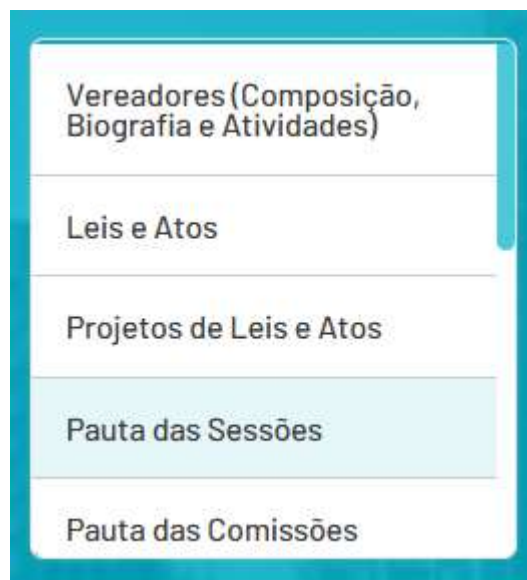 Vereadores (Composição,
Biografia e Atividades)
Leis e Atos
Projetos de Leis e Atos
Pauta das Sessões
Pauta das Comissões